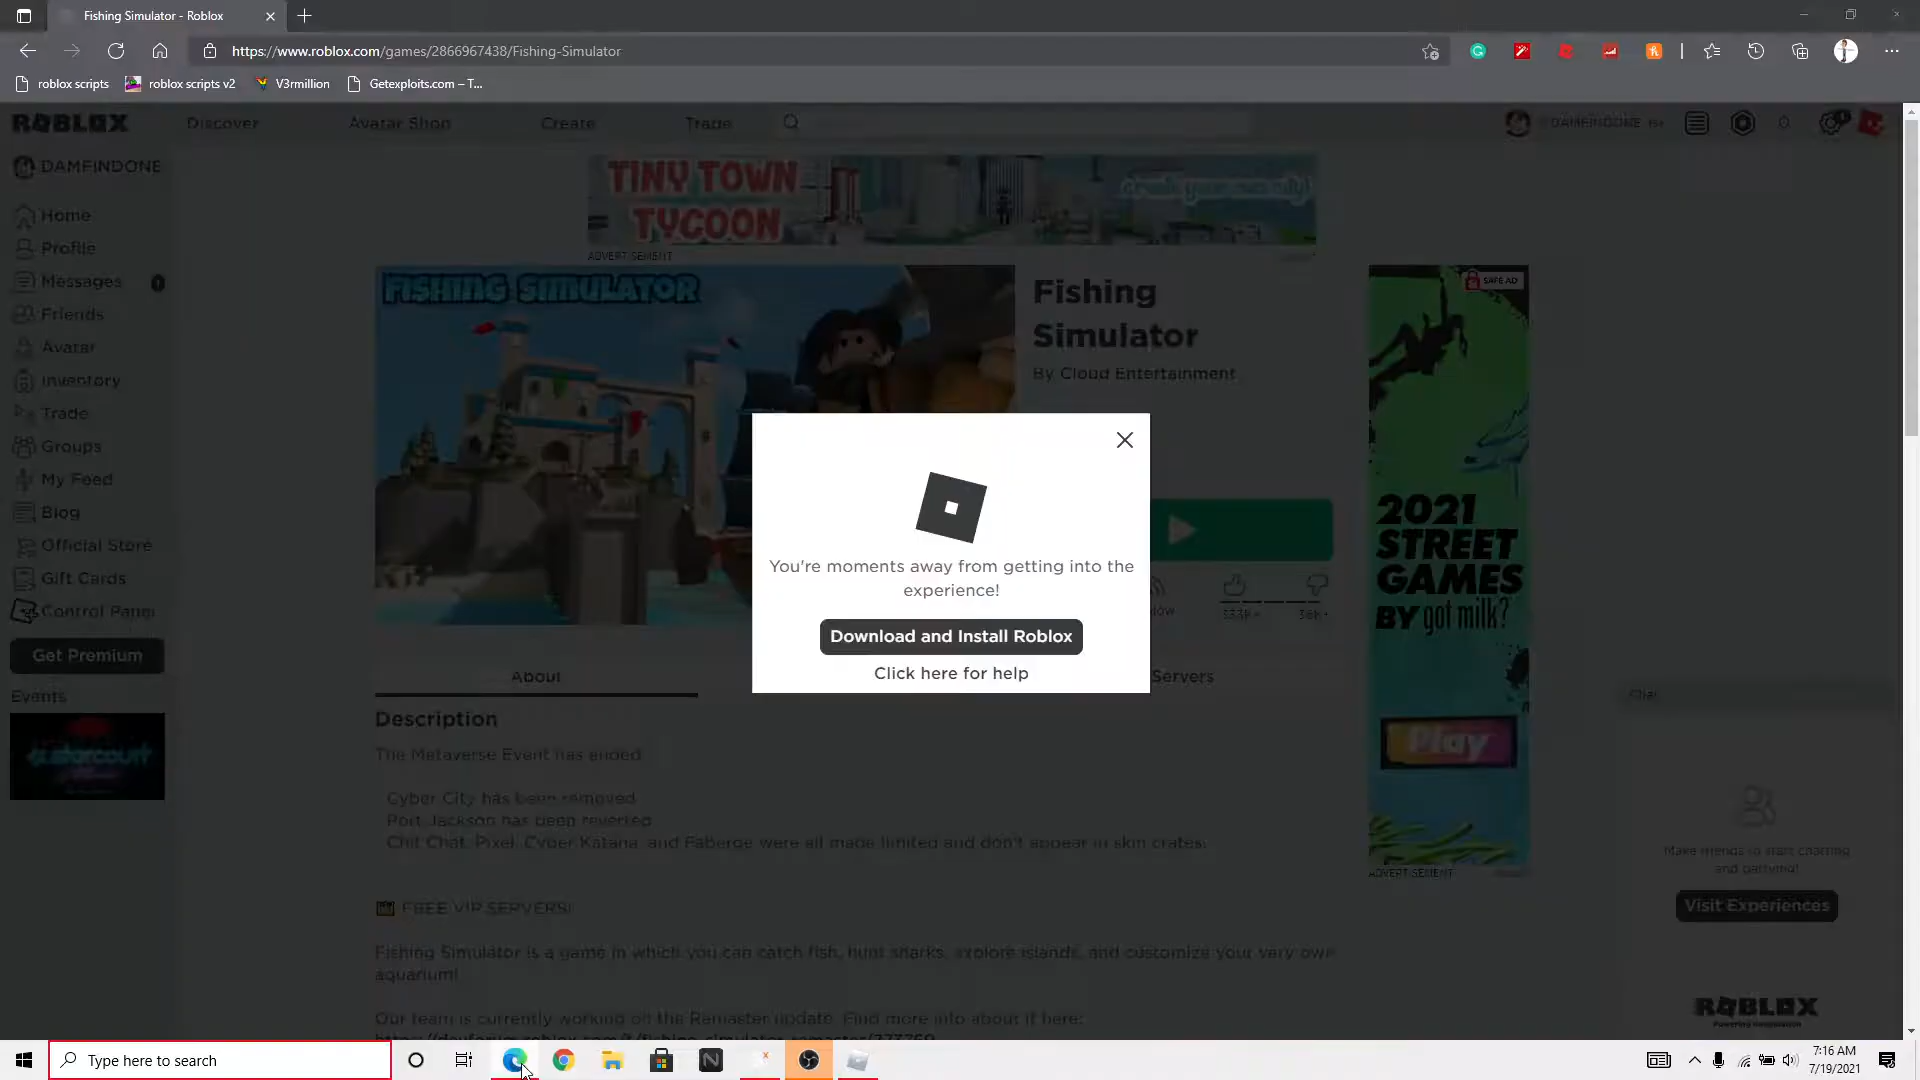 Fishing Simulator - Roblox
https://www.roblox.com/games/2866967438/Fishing-Simulator
roblox scripts
roblox scripts v2
V3rmillion
Getexploits.com – T...
ROBLOX
Discover
Avatar Shop
Create
Trade
DAMFINDONE
DAMFINDONE
TINY TOWN
TYCOON
create your own city!
ADVERTISEMENT
Home
Profile
Messages
Friends
Avatar
Inventory
Trade
Groups
My Feed
Blog
Official Store
Gift Cards
Control Panel
Get Premium
Events
FISHING SIMULATOR
Fishing
Simulator
By Cloud Entertainment
SAFE AD
2021
STREET
GAMES
BY got milk?
Play
ADVERTISEMENT
You're moments away from getting into the
experience!
Download and Install Roblox
Click here for help
About
Servers
Description
The Metaverse Event has ended
Cyber City has been removed
Port Jackson has been reverted
Chit Chat, Pixel, Cyber Katana, and Faberge were all made limited and don't appear in skin crates.
FREE VIP SERVERS!
Fishing Simulator is a game in which you can catch fish, hunt sharks, explore islands, and customize your very own
aquarium!
Our team is currently working on the Remaster update. Find more info about it here:
Chat
Make friends to start chatting
and partying!
Visit Experiences
ROBLOX
Powering Imagination
Type here to search
7:16 AM
7/19/2021